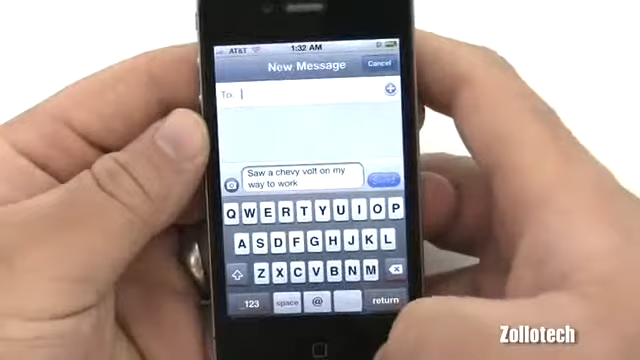 AT&T 1:32 AM
New Message Cancel
To:
Saw a chevy volt on my
way to work
Send
Q W E R T Y U I O P
A S D F G H J K L
Z X C V B N M
.123 space @ return
Zollotech